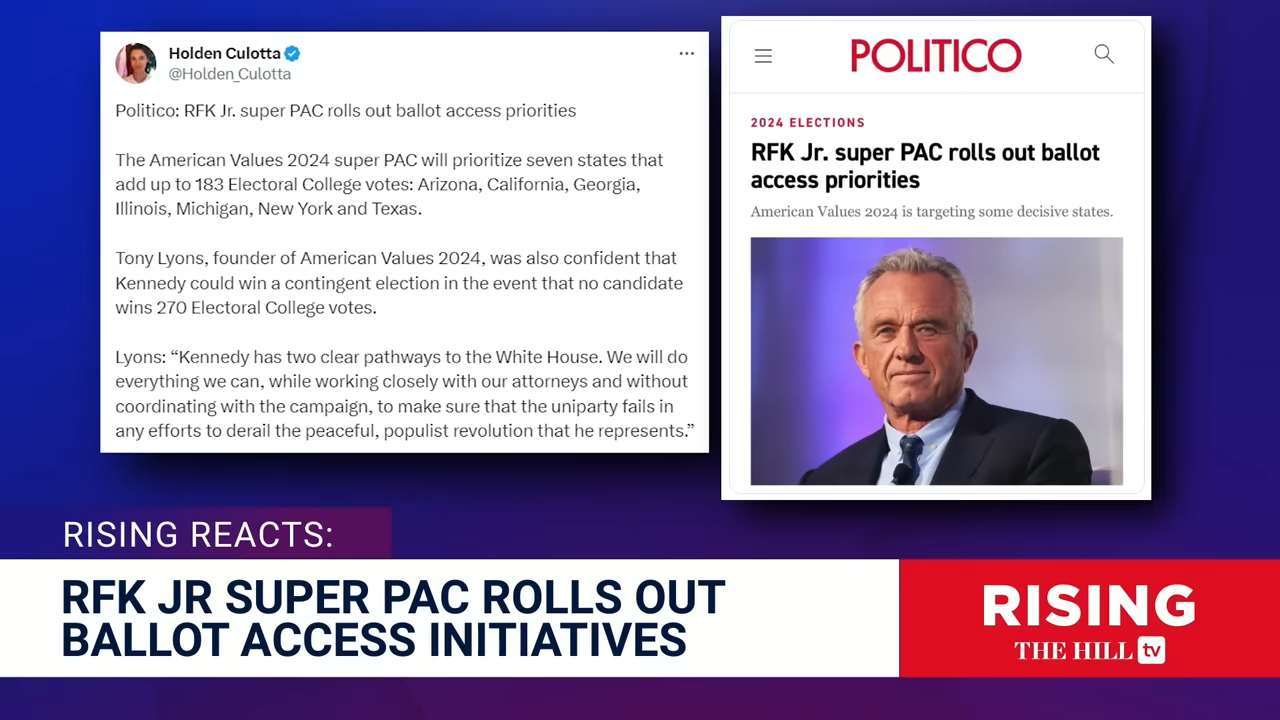 Holden Culotta
@Holden_Culotta
Politico: RFK Jr. super PAC rolls out ballot access priorities
The American Values 2024 super PAC will prioritize seven states that
add up to 183 Electoral College votes: Arizona, California, Georgia,
Illinois, Michigan, New York and Texas.
Tony Lyons, founder of American Values 2024, was also confident that
Kennedy could win a contingent election in the event that no candidate
wins 270 Electoral College votes.
Lyons: “Kennedy has two clear pathways to the White House. We will do
everything we can, while working closely with our attorneys and without
coordinating with the campaign, to make sure that the uniparty fails in
any efforts to derail the peaceful, populist revolution that he represents.”
POLITICO
2024 ELECTIONS
RFK Jr. super PAC rolls out ballot
access priorities
American Values 2024 is targeting some decisive states.
RISING REACTS:
RFK JR SUPER PAC ROLLS OUT
BALLOT ACCESS INITIATIVES
RISING
THE HILL tv